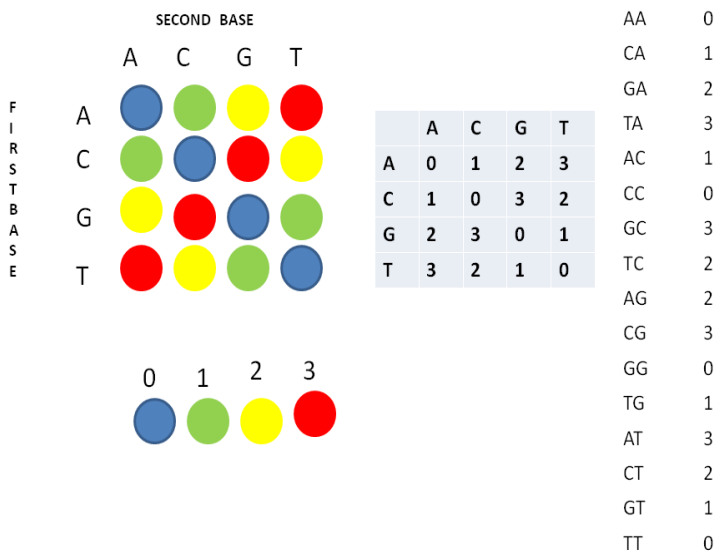 SECOND BASE
A C G T
FIRST BASE
A
C
G
T
0 1 2 3
A C G T
A 0 1 2 3
C 1 0 3 2
G 2 3 0 1
T 3 2 1 0
AA 0
CA 1
GA 2
TA 3
AC 1
CC 0
GC 3
TC 2
AG 2
CG 3
GG 0
TG 1
AT 3
CT 2
GT 1
TT 0